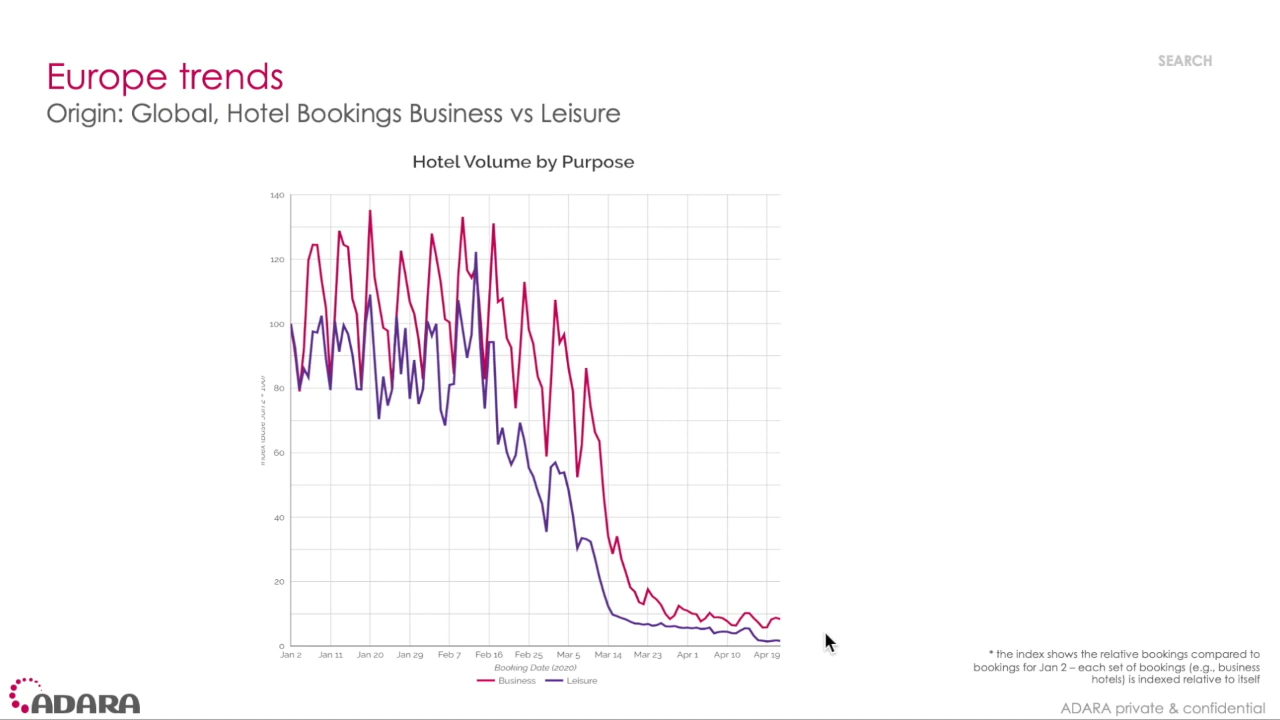 Europe trends
SEARCH
Origin: Global, Hotel Bookings Business vs Leisure
Hotel Volume by Purpose
140
120
100
80
60
40
20
0
Jan 2 Jan 11 Jan 20 Jan 29 Feb 7 Feb 16 Feb 25 Mar 5 Mar 14 Mar 23 Apr 1 Apr 10 Apr 19
Booking Date (2020)
Business Leisure
* the index shows the relative bookings compared to
bookings for Jan 2 – each set of bookings (e.g., business
hotels) is indexed relative to itself
ADARA
ADARA private & confidential